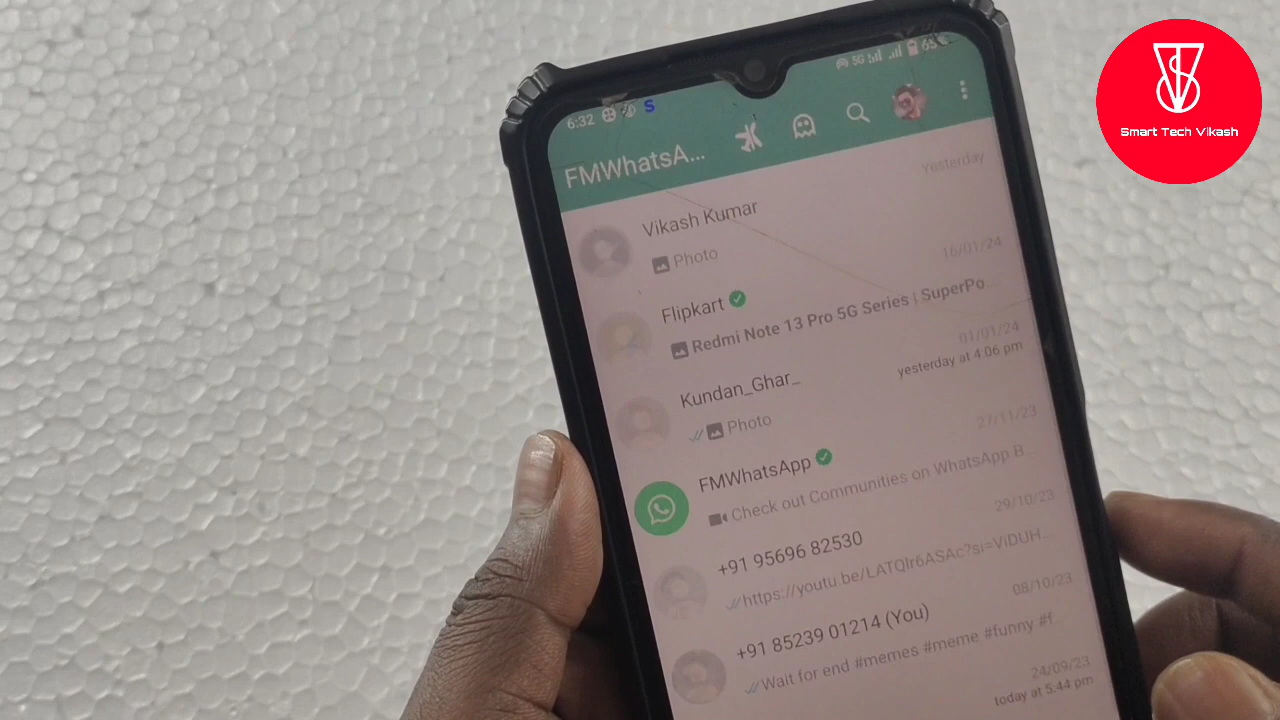 Smart Tech Vikash
6:32 S 5G 65%
FMWhatsA...
Vikash Kumar Yesterday
Photo
Flipkart 16/01/24
Redmi Note 13 Pro 5G Series | SuperPo
Kundan_Ghar_ 01/01/24
yesterday at 4:06 pm
Photo
FMWhatsApp 27/11/23
Check out Communities on WhatsApp B...
+91 95696 82530 29/10/23
https://youtu.be/LATQIr6ASAc?si=ViDUH...
+91 85239 01214 (You) 08/10/23
Wait for end #memes #meme #funny #f...
24/09/23
today at 5:44 pm